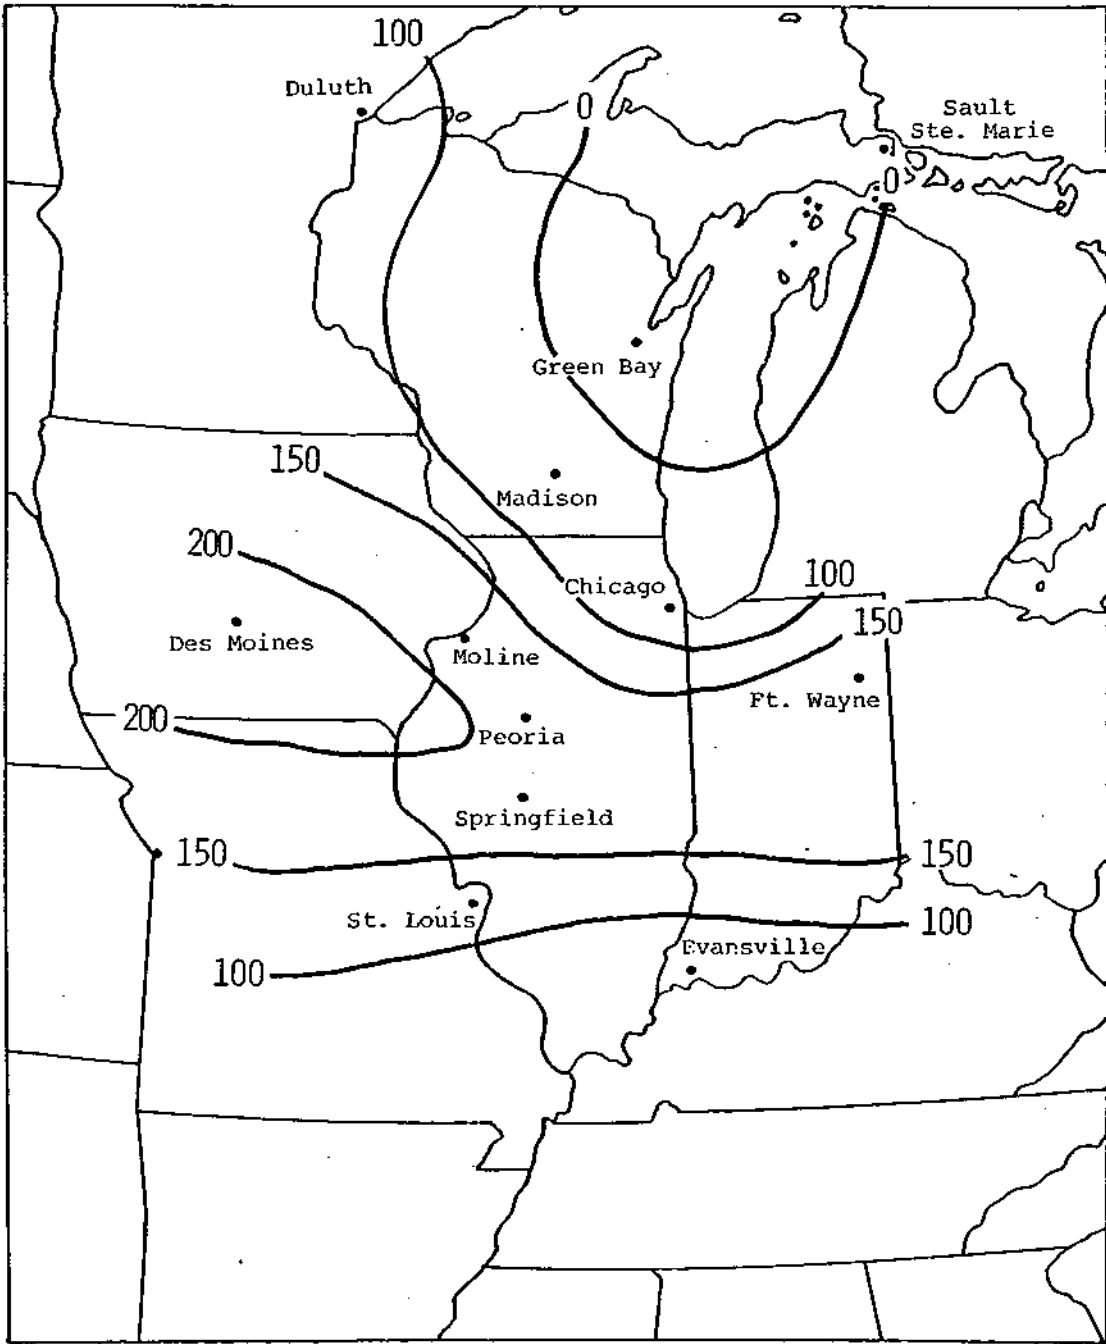 100
Duluth
0
Sault
Ste. Marie
0
Green Bay
150
Madison
200
Chicago
100
150
Des Moines
Moline
Ft. Wayne
200
Peoria
Springfield
150
150
St. Louis
100
Evansville
100